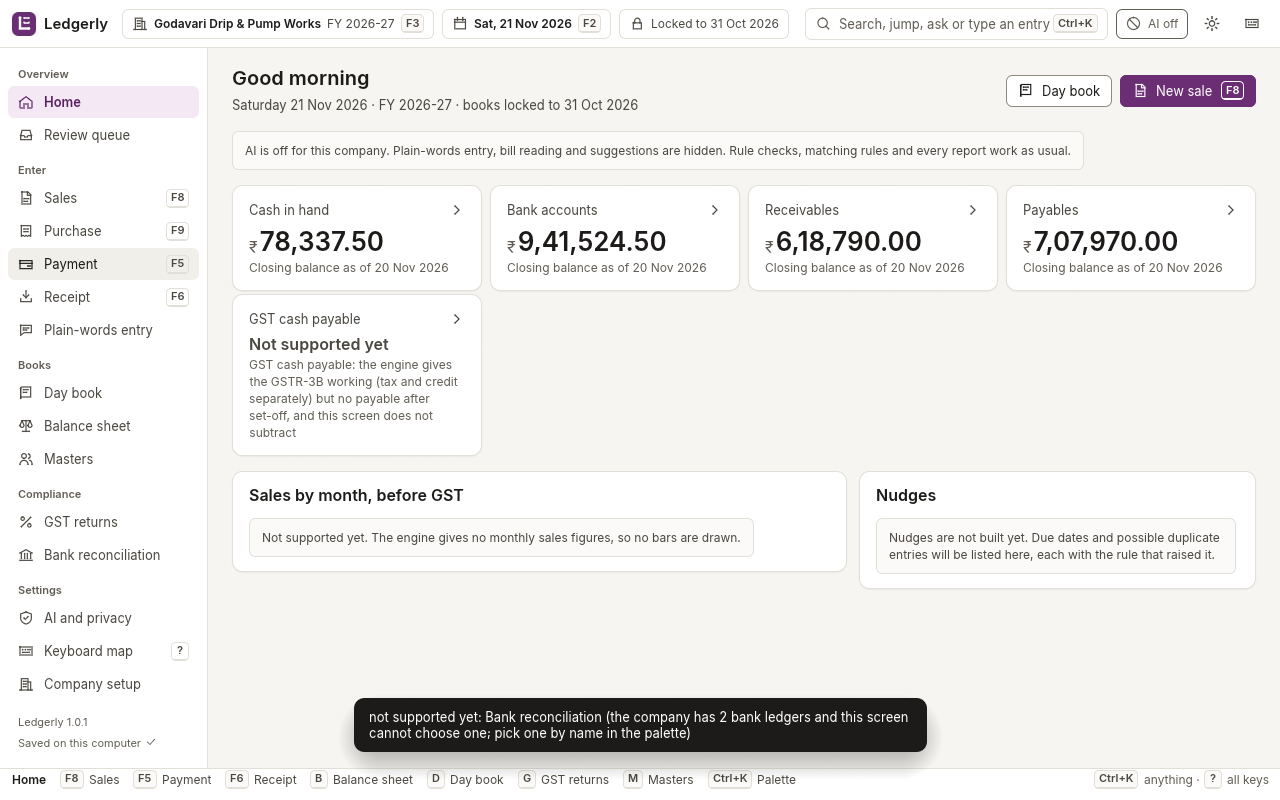 Ledgerly
Godavari Drip & Pump Works FY 2026-27 F3
Sat, 21 Nov 2026 F2
Locked to 31 Oct 2026
Search, jump, ask or type an entry Ctrl+K
AI off
Overview
Home
Review queue
Enter
Sales F8
Purchase F9
Payment F5
Receipt F6
Plain-words entry
Books
Day book
Balance sheet
Masters
Compliance
GST returns
Bank reconciliation
Settings
AI and privacy
Keyboard map ?
Company setup
Ledgerly 1.0.1
Saved on this computer
Good morning
Saturday 21 Nov 2026 · FY 2026-27 · books locked to 31 Oct 2026
Day book
New sale F8
AI is off for this company. Plain-words entry, bill reading and suggestions are hidden. Rule checks, matching rules and every report work as usual.
Cash in hand
₹78,337.50
Closing balance as of 20 Nov 2026
Bank accounts
₹9,41,524.50
Closing balance as of 20 Nov 2026
Receivables
₹6,18,790.00
Closing balance as of 20 Nov 2026
Payables
₹7,07,970.00
Closing balance as of 20 Nov 2026
GST cash payable
Not supported yet
GST cash payable: the engine gives
the GSTR-3B working (tax and credit
separately) but no payable after
set-off, and this screen does not
subtract
Sales by month, before GST
Not supported yet. The engine gives no monthly sales figures, so no bars are drawn.
Nudges
Nudges are not built yet. Due dates and possible duplicate
entries will be listed here, each with the rule that raised it.
not supported yet: Bank reconciliation (the company has 2 bank ledgers and this screen
cannot choose one; pick one by name in the palette)
Home F8 Sales F5 Payment F6 Receipt B Balance sheet D Day book G GST returns M Masters Ctrl+K Palette
Ctrl+K anything · ? all keys